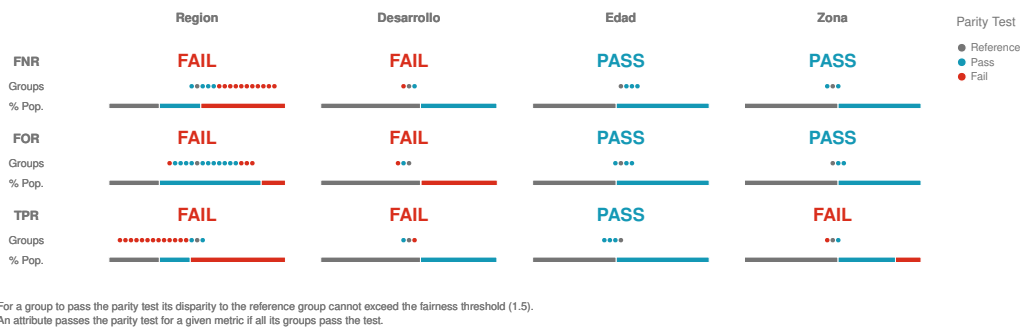 Region Desarrollo Edad Zona
Parity Test
Reference
Pass
Fail
FNR FAIL FAIL PASS PASS
Groups
% Pop.
FOR FAIL FAIL PASS PASS
Groups
% Pop.
TPR FAIL FAIL PASS FAIL
Groups
% Pop.
For a group to pass the parity test its disparity to the reference group cannot exceed the fairness threshold (1.5).
An attribute passes the parity test for a given metric if all its groups pass the test.